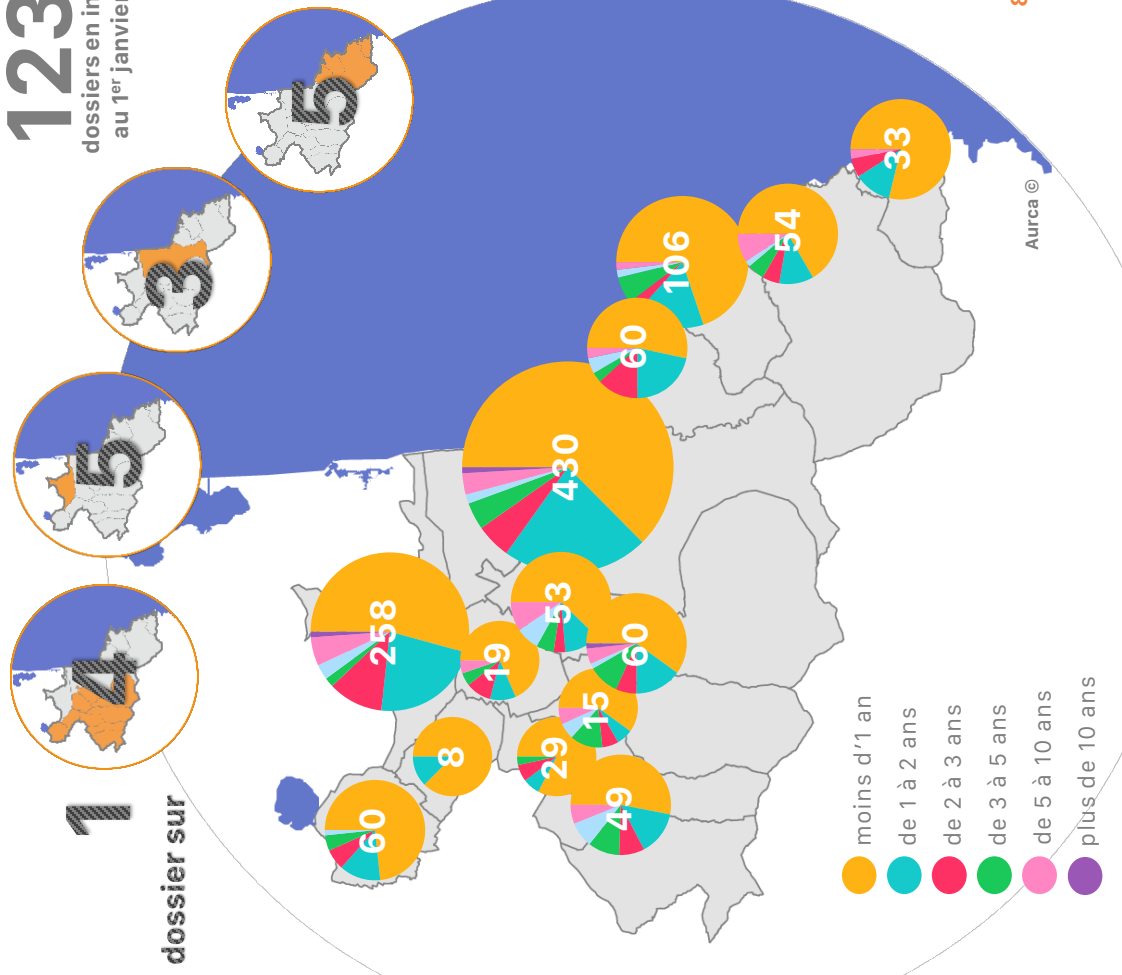 123
dossiers en in
au 1er janvier
1
dossier sur
4
5
3
5
60
258
8
19
29
53
430
15
49
60
60
106
54
33
moins d'1 an
de 1 à 2 ans
de 2 à 3 ans
de 3 à 5 ans
de 5 à 10 ans
plus de 10 ans
Aurca ©